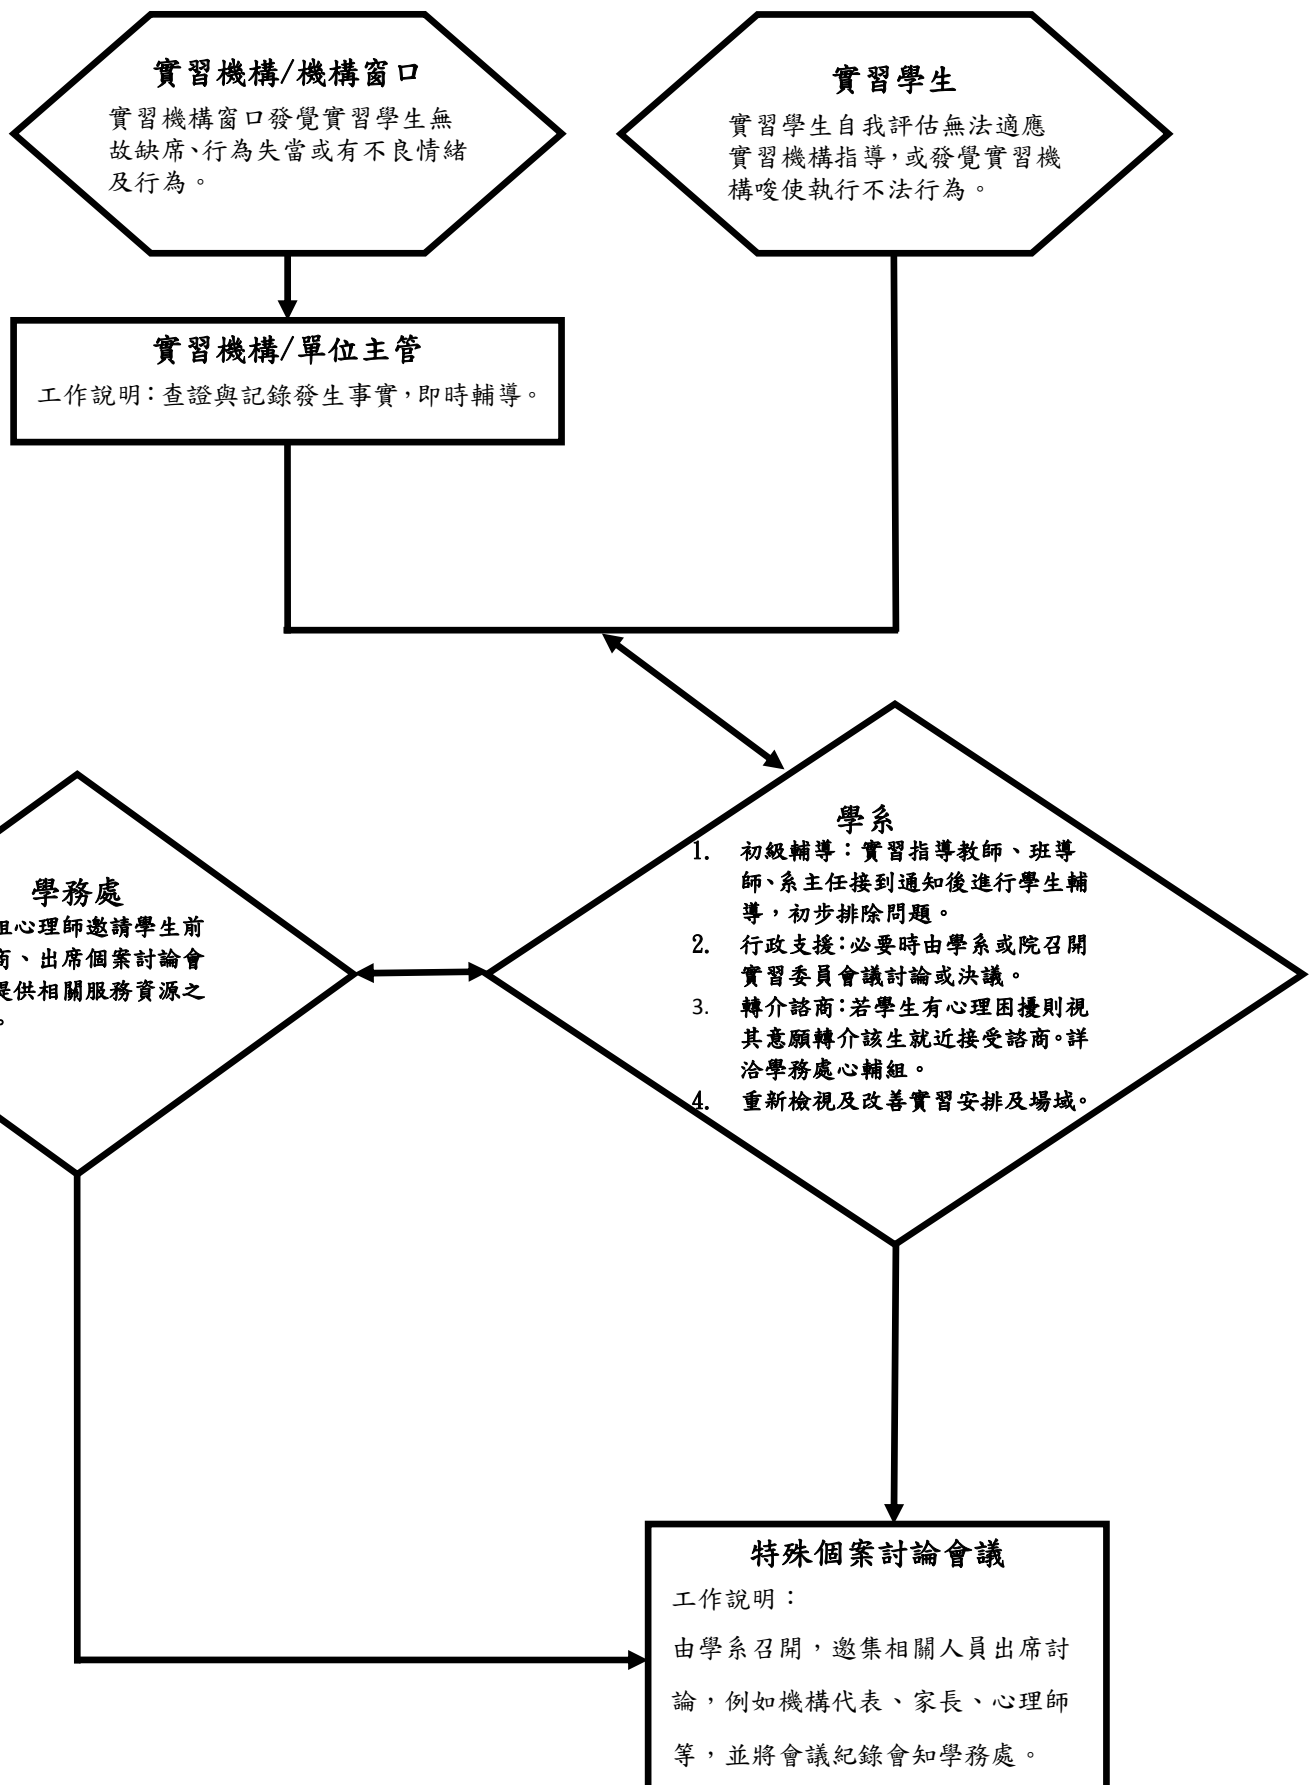 實習機構/機構窗口
實習機構窗口發覺實習學生無
故缺席、行為失當或有不良情緒
及行為。
實習學生
實習學生自我評估無法適應
實習機構指導，或發覺實習機
構唆使執行不法行為。
實習機構/單位主管
工作說明：查證與記錄發生事實，即時輔導。
學系
1. 初級輔導：實習指導教師、班導
師、系主任接到通知後進行學生輔
導，初步排除問題。
2. 行政支援：必要時由學系或院召開
實習委員會議討論或決議。
3. 轉介諮商：若學生有心理困擾則視
其意願轉介該生就近接受諮商。詳
洽學務處心輔組。
4. 重新檢視及改善實習安排及場域。
學務處
組心理師邀請學生前
商、出席個案討論會
提供相關服務資源之
。
特殊個案討論會議
工作說明：
由學系召開，邀集相關人員出席討
論，例如機構代表、家長、心理師
等，並將會議紀錄會知學務處。